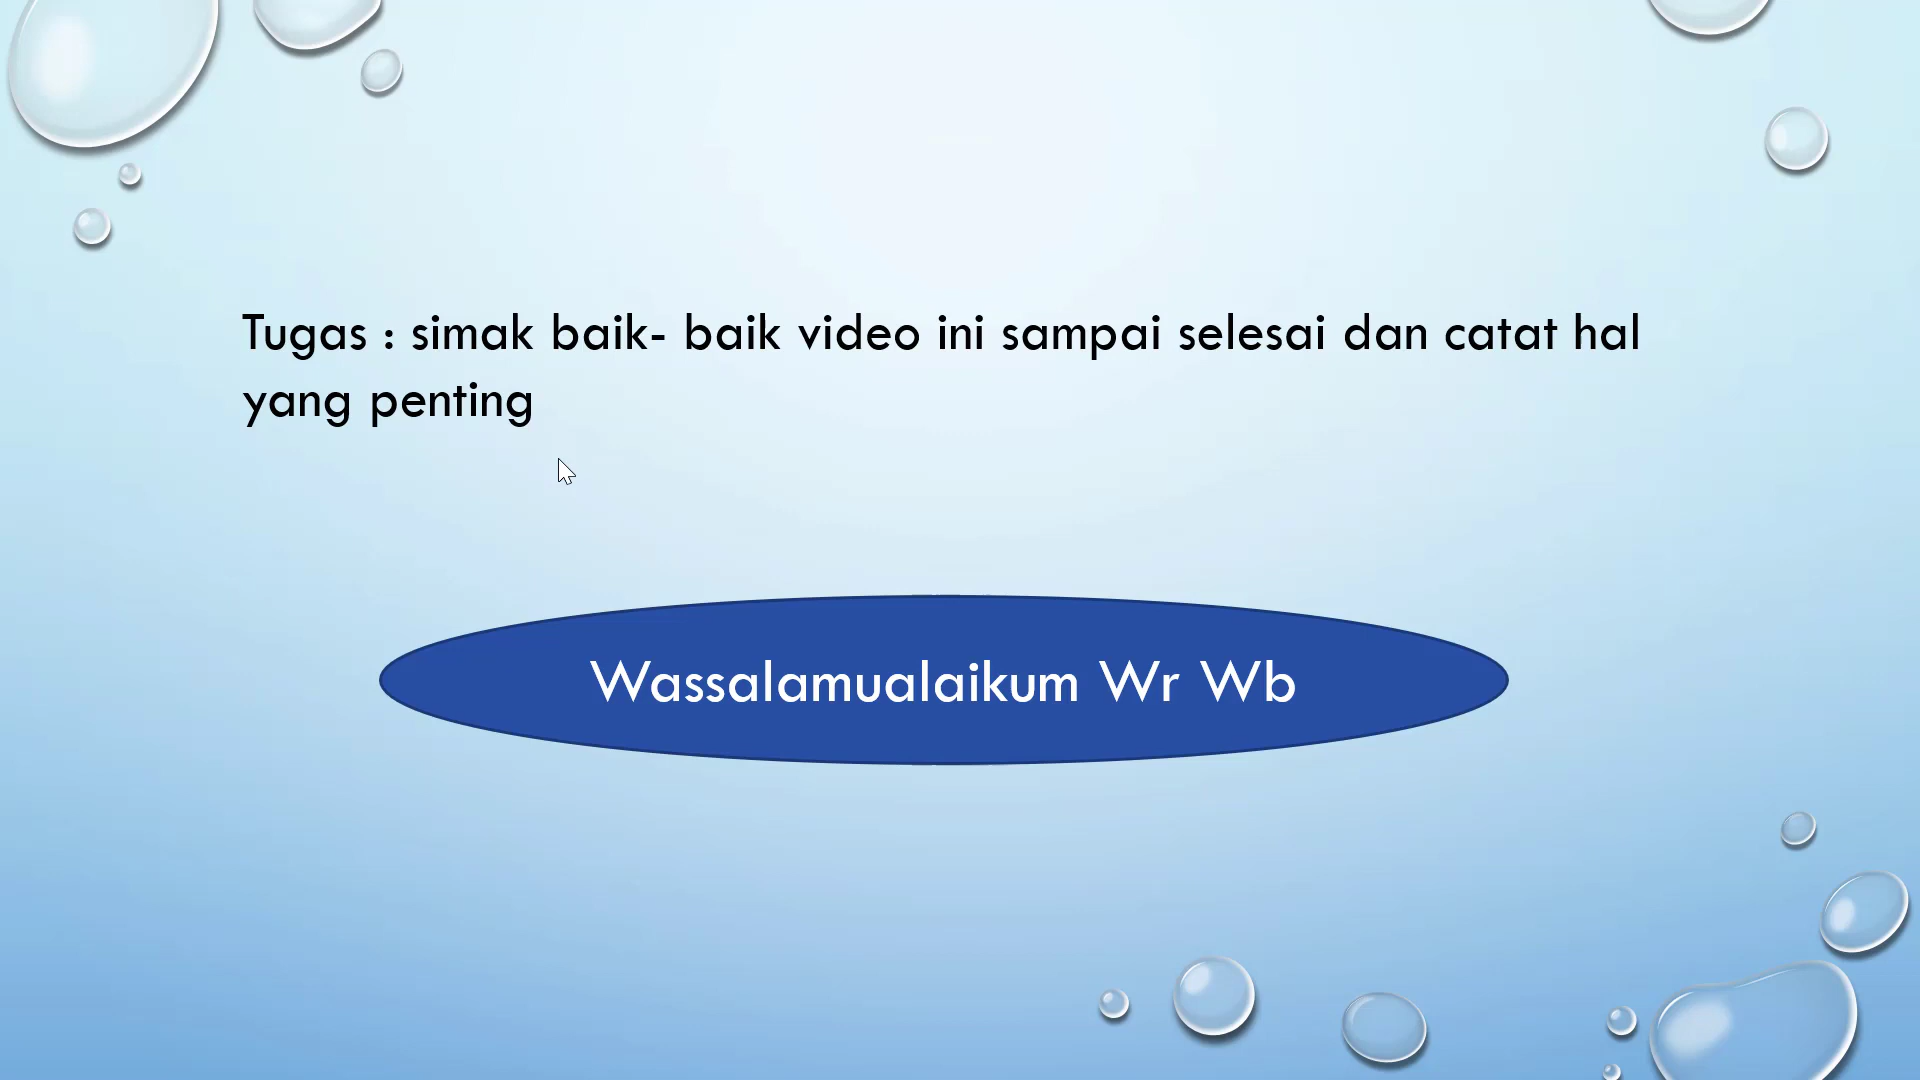 Tugas : simak baik- baik video ini sampai selesai dan catat hal
yang penting
Wassalamualaikum Wr Wb